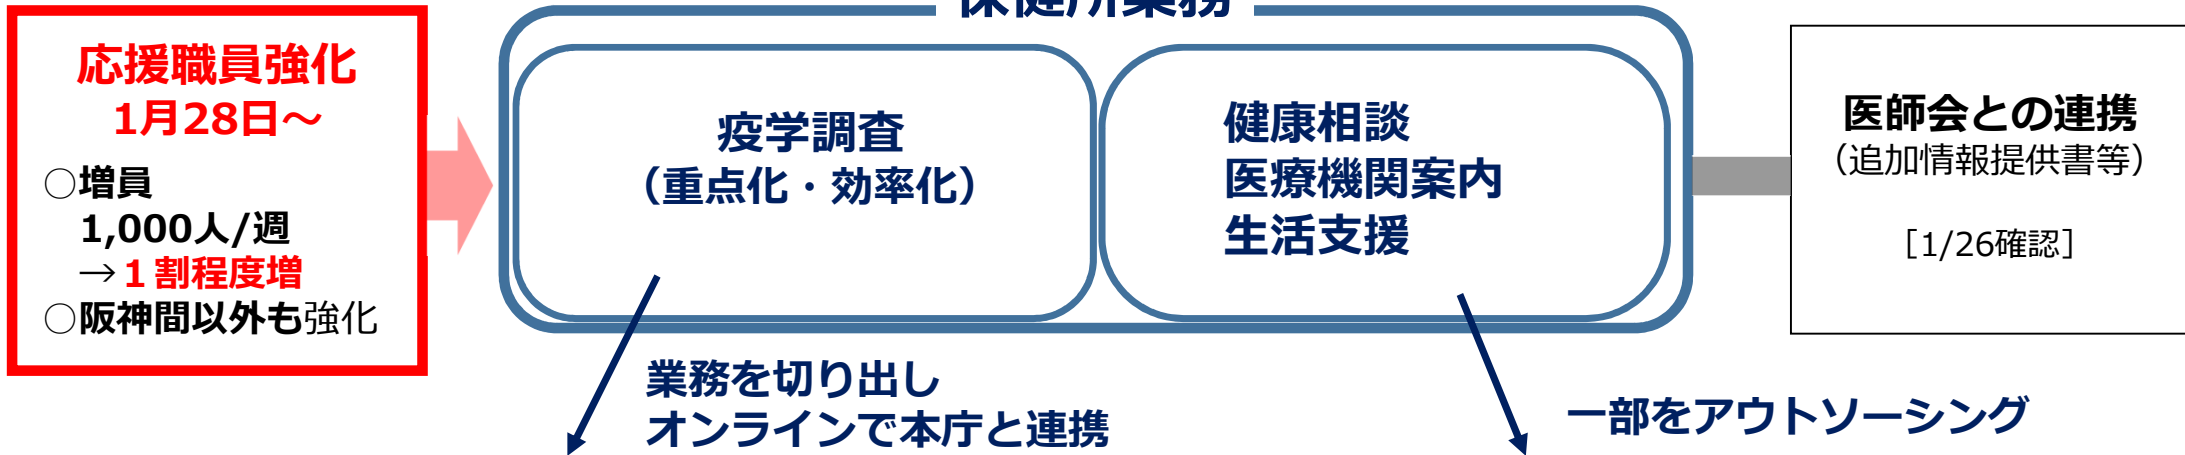 保健所業務
応援職員強化
1月28日～
○増員
1,000人/週
→１割程度増
○阪神間以外も強化
疫学調査
（重点化・効率化）
健康相談
医療機関案内
生活支援
医師会との連携
（追加情報提供書等）
［1/26確認］
業務を切り出し
オンラインで本庁と連携
一部をアウトソーシング